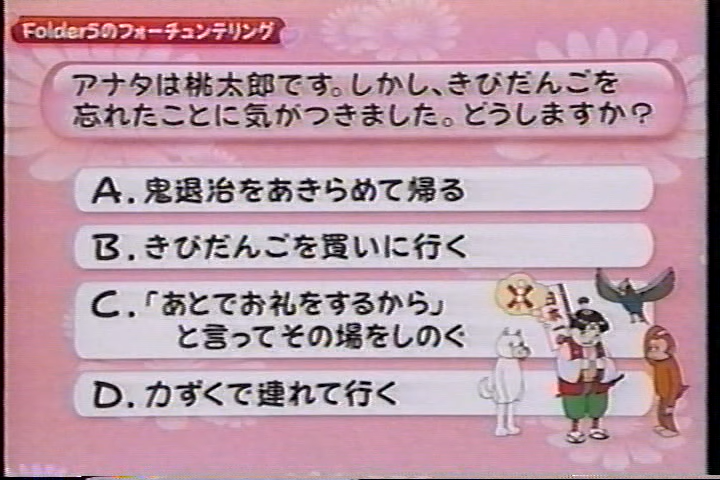 Folder5のフォーチュンテリング
アナタは桃太郎です。しかし、きびだんごを
忘れたことに気がつきました。どうしますか？
A.鬼退治をあきらめて帰る
B.きびだんごを買いに行く
C.「あとでお礼をするから」
と言ってその場をしのぐ
D.力ずくで連れて行く
日本一